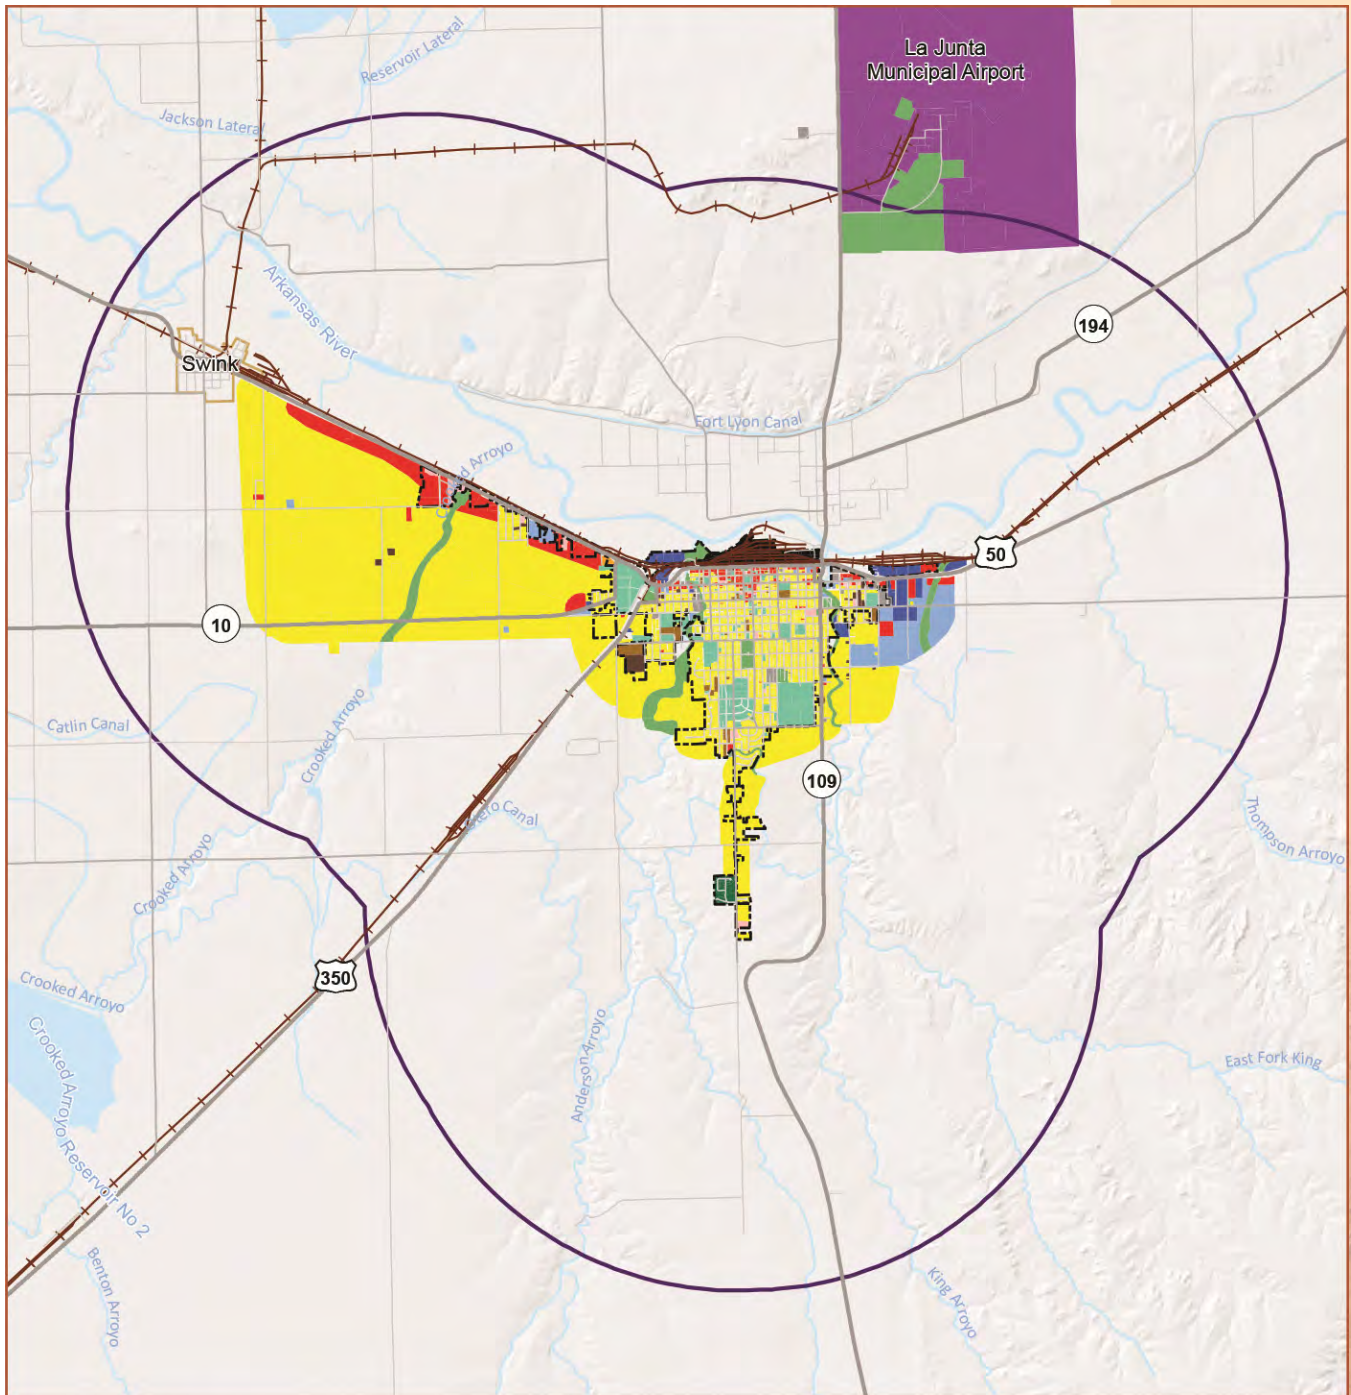 La Junta
Municipal Airport
Reservoir Lateral
Jackson Lateral
Arkansas River
194
Swink
Fort Lyon Canal
Arroyo
50
10
Catlin Canal
Crooked Arroyo
109
Canal
Thompson Arroyo
Crooked Arroyo
350
Crooked Arroyo
Crooked Arroyo Reservoir No 2
Anderson Arroyo
East Fork King
King Arroyo
Benton Arroyo